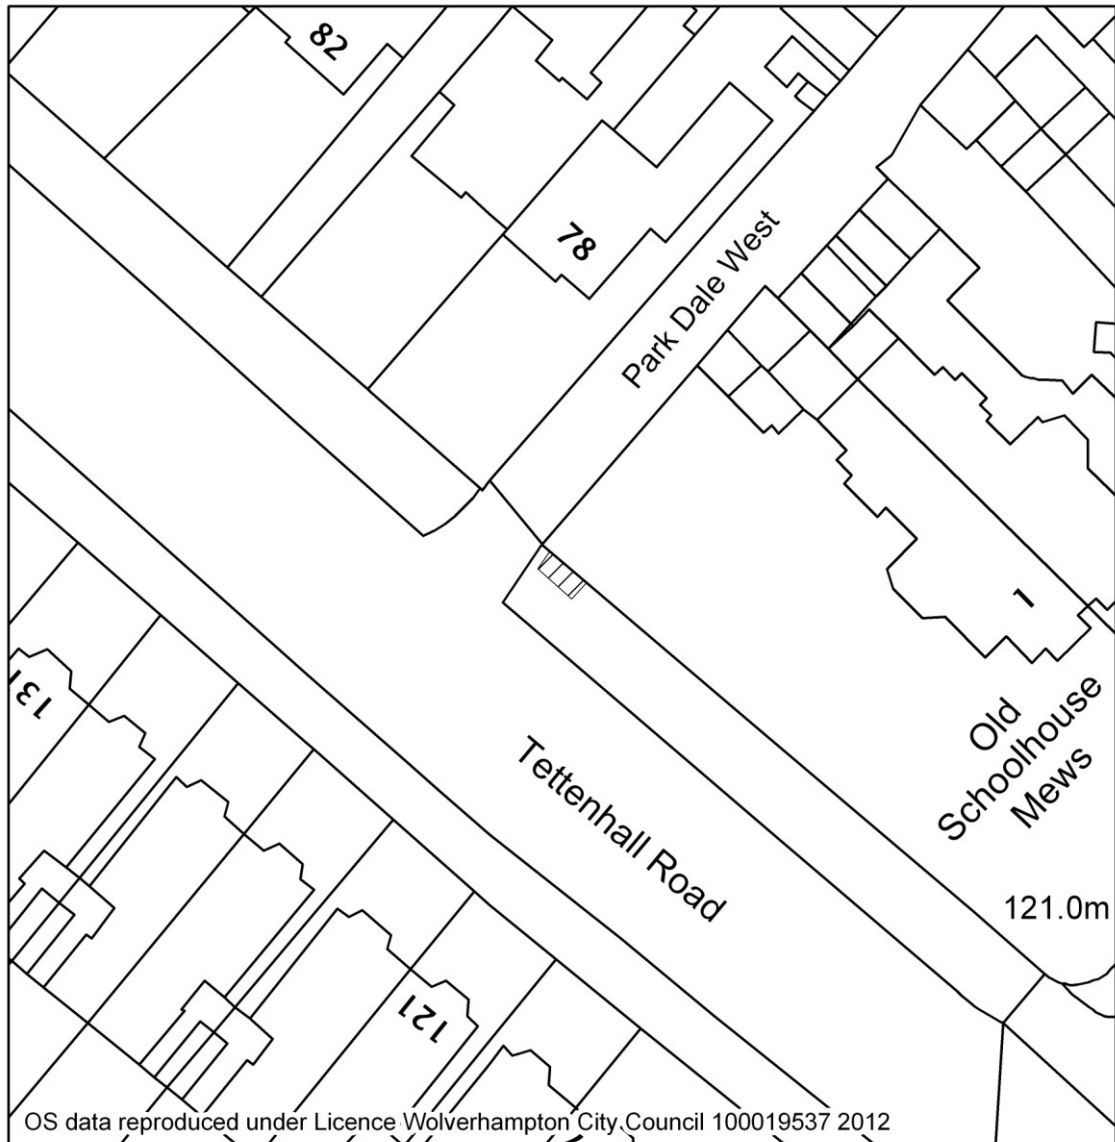 82
78
Park Dale West
1
Old
Schoolhouse
Mews
Tettenhall Road
121.0m
121
OS data reproduced under Licence Wolverhampton City Council 100019537 2012